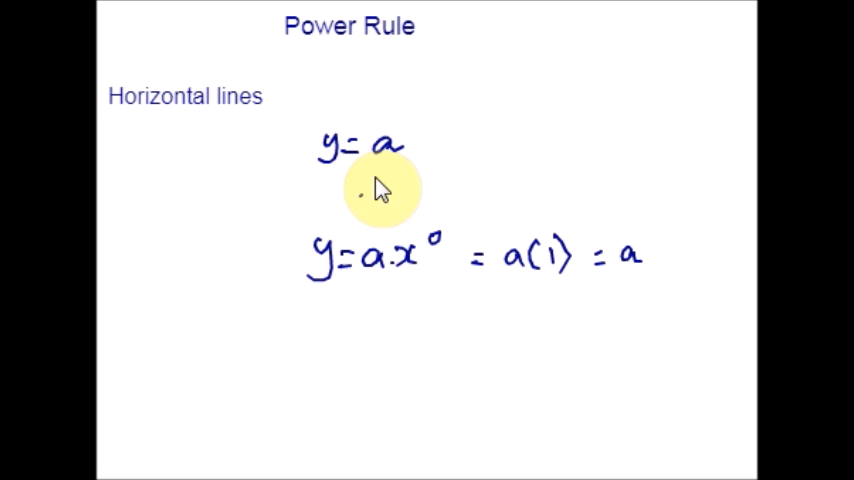 Power Rule
Horizontal lines
y = a
y = a.x⁰ = a(1) = a